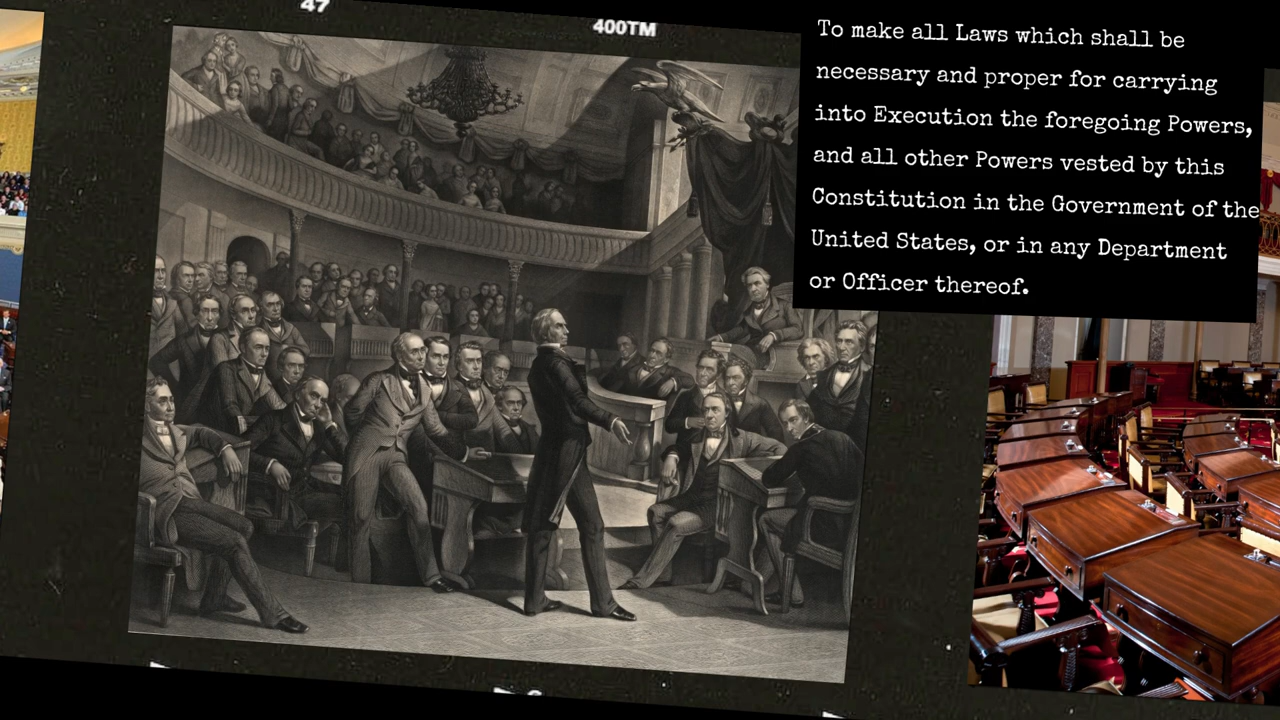 47
400TM
To make all Laws which shall be
necessary and proper for carrying
into Execution the foregoing Powers,
and all other Powers vested by this
Constitution in the Government of the
United States, or in any Department
or Officer thereof.